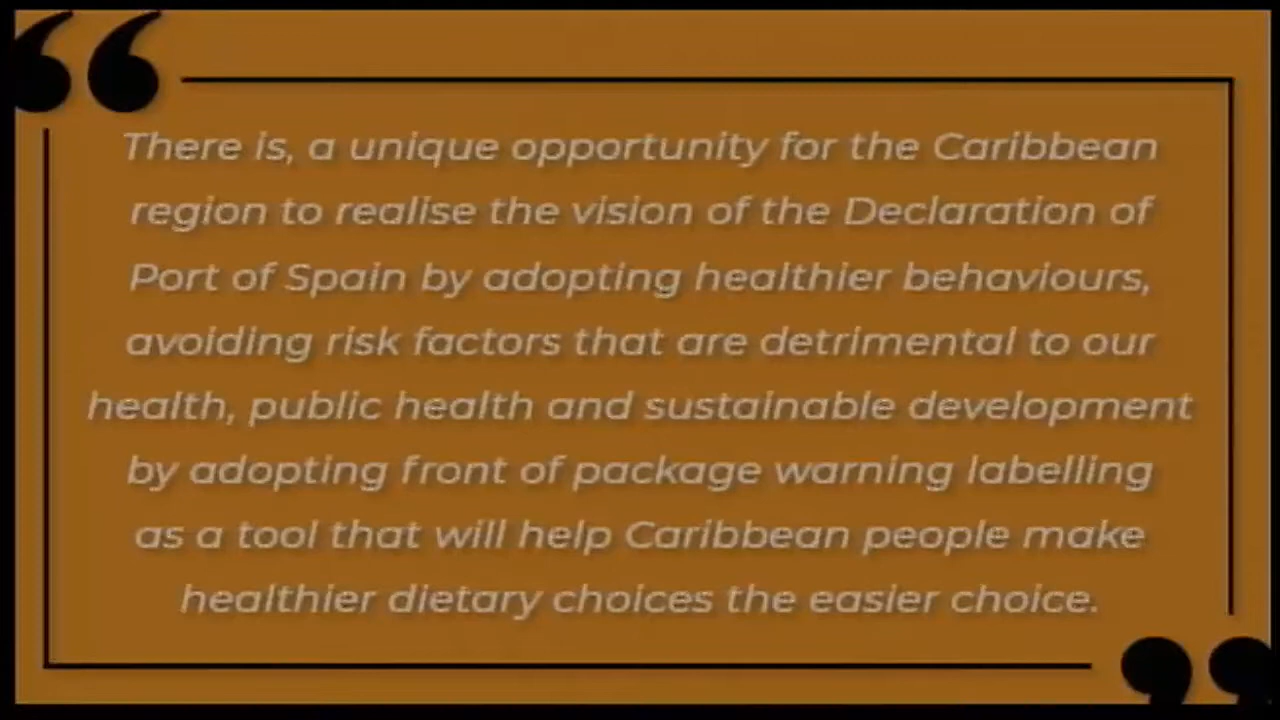 There is, a unique opportunity for the Caribbean
region to realise the vision of the Declaration of
Port of Spain by adopting healthier behaviours,
avoiding risk factors that are detrimental to our
health, public health and sustainable development
by adopting front of package warning labelling
as a tool that will help Caribbean people make
healthier dietary choices the easier choice.